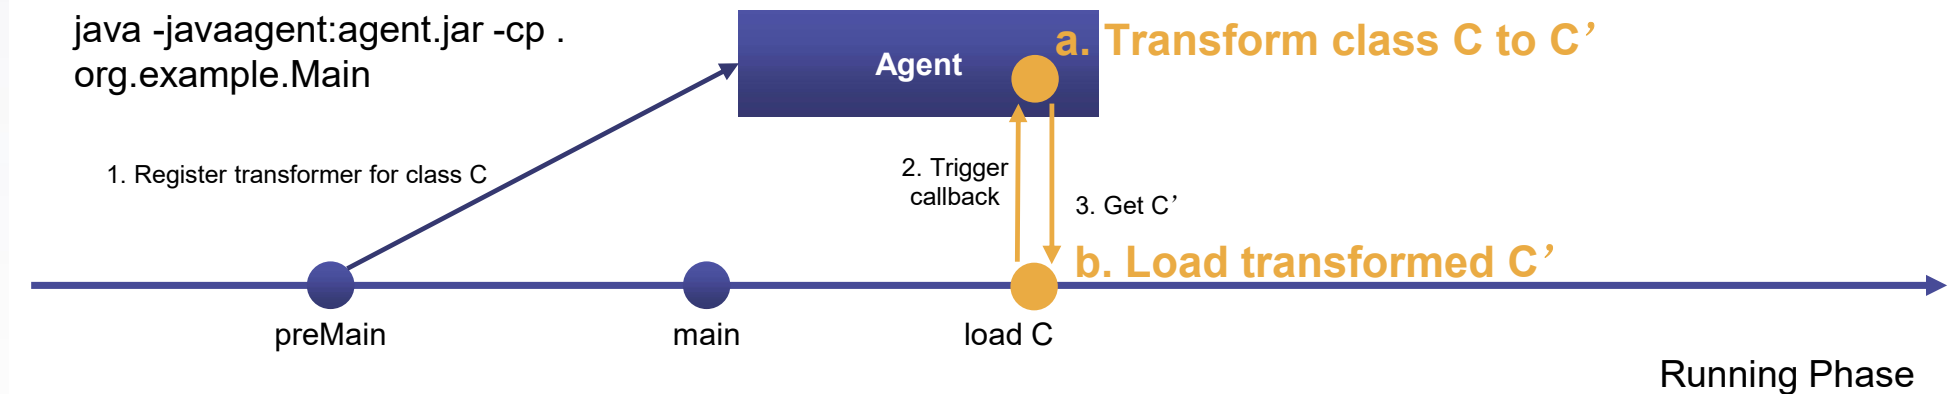 java -javaagent:agent.jar -cp .
org.example.Main
Agent
a. Transform class C to C’
1. Register transformer for class C
2. Trigger
callback
3. Get C’
b. Load transformed C’
preMain
main
load C
Running Phase